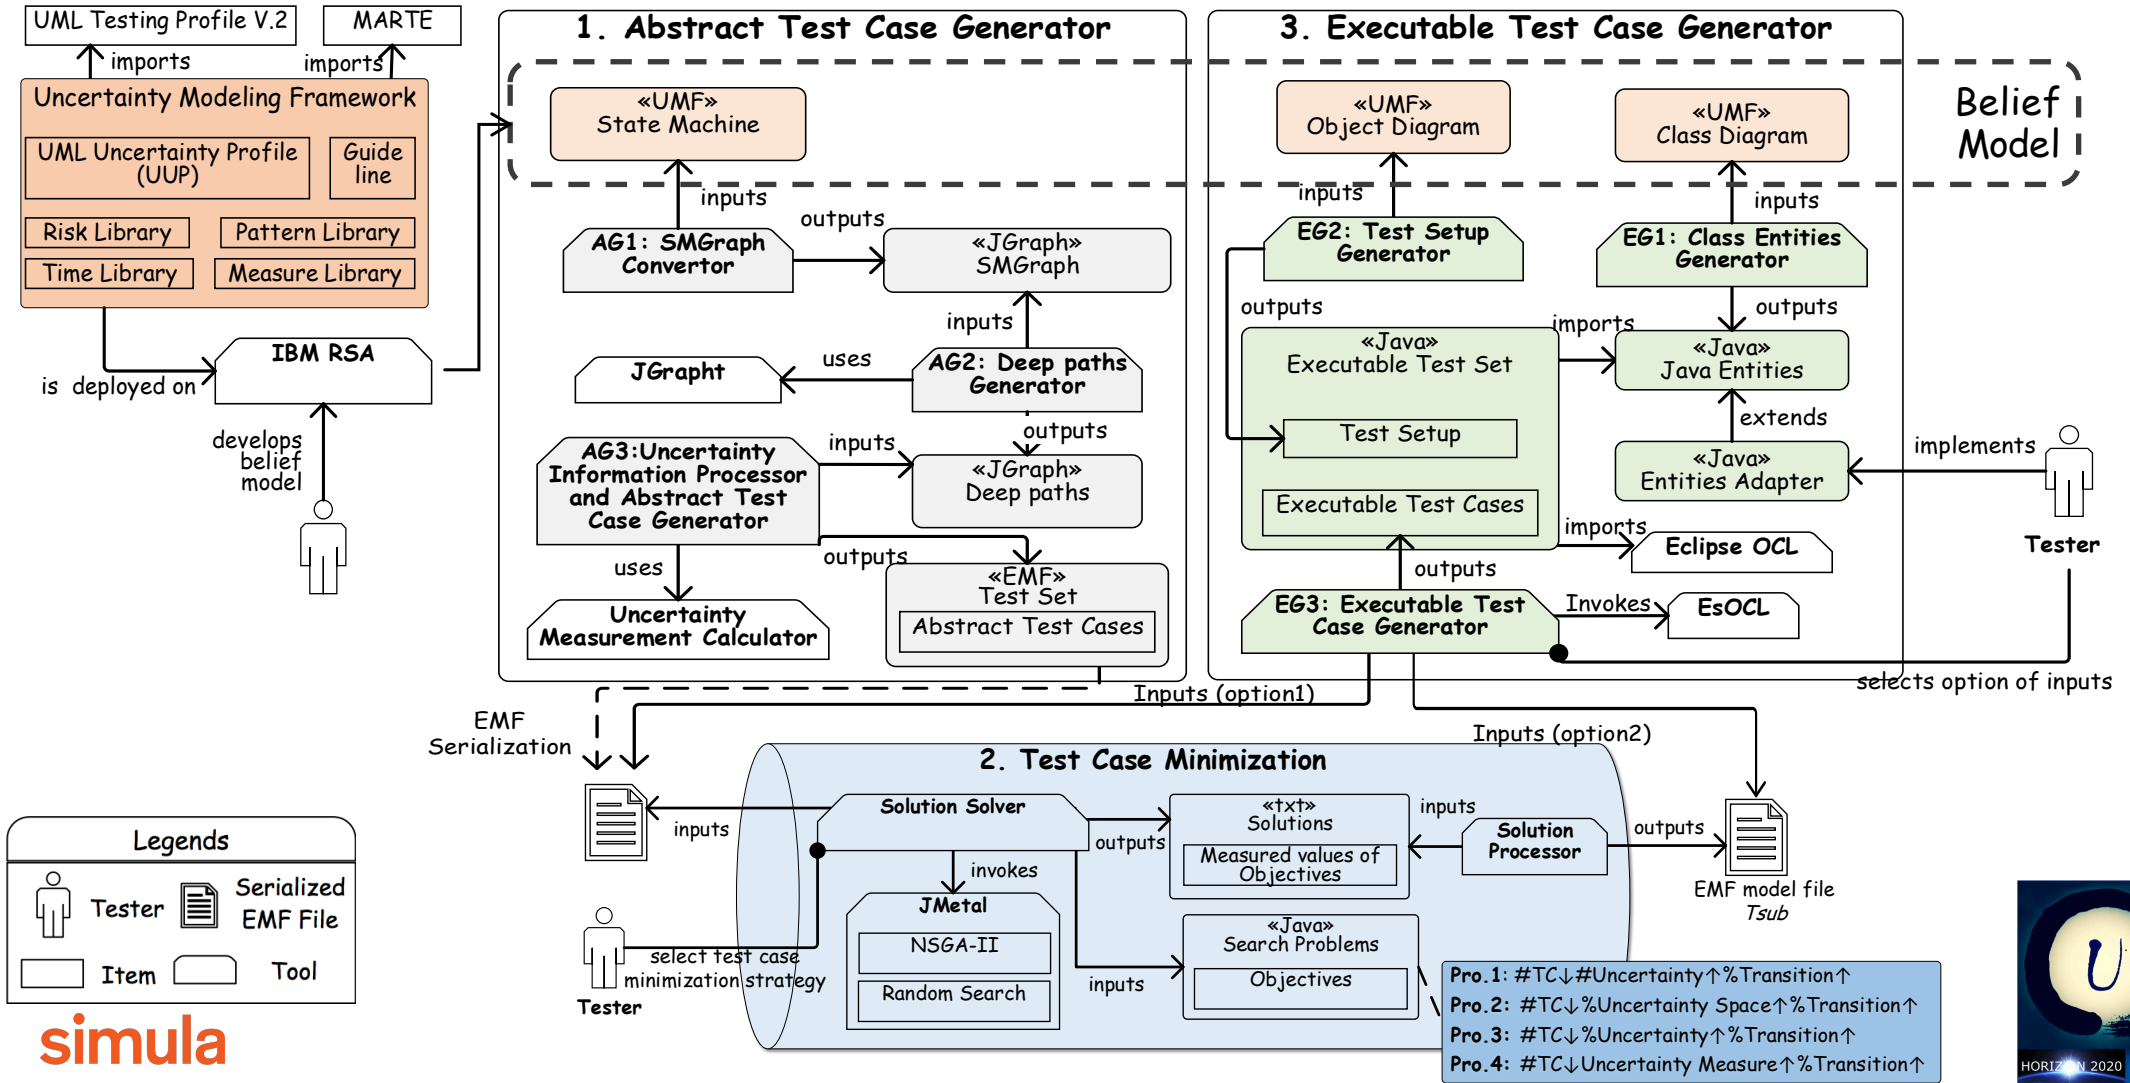 UML Testing Profile V.2
MARTE
imports
imports
Uncertainty Modeling Framework
UML Uncertainty Profile
(UUP)
Guide
line
Risk Library
Pattern Library
Time Library
Measure Library
is deployed on
IBM RSA
develops
belief
model
1. Abstract Test Case Generator
«UMF»
State Machine
inputs
outputs
AG1: SMGraph
Convertor
«JGraph»
SMGraph
inputs
JGrapht
uses
AG2: Deep paths
Generator
outputs
AG3:Uncertainty
Information Processor
and Abstract Test
Case Generator
inputs
«JGraph»
Deep paths
uses
outputs
«EMF»
Test Set
Abstract Test Cases
Uncertainty
Measurement Calculator
3. Executable Test Case Generator
Belief
Model
«UMF»
Object Diagram
«UMF»
Class Diagram
inputs
inputs
EG2: Test Setup
Generator
EG1: Class Entities
Generator
outputs
outputs
imports
«Java»
Executable Test Set
«Java»
Java Entities
extends
Test Setup
«Java»
Entities Adapter
implements
Executable Test Cases
imports
Eclipse OCL
Tester
outputs
EG3: Executable Test
Case Generator
Invokes
EsOCL
selects option of inputs
Inputs (option1)
EMF
Serialization
Inputs (option2)
2. Test Case Minimization
inputs
Solution Solver
outputs
«txt»
Solutions
Measured values of
Objectives
inputs
Solution
Processor
outputs
EMF model file
Tsub
invokes
JMetal
NSGA-II
Random Search
select test case
minimization strategy
Tester
inputs
«Java»
Search Problems
Objectives
Pro.1: #TC↓#Uncertainty↑%Transition↑
Pro.2: #TC↓%Uncertainty Space↑%Transition↑
Pro.3: #TC↓%Uncertainty↑%Transition↑
Pro.4: #TC↓Uncertainty Measure↑%Transition↑
Legends
Tester
Serialized
EMF File
Item
Tool
simula
U
HORIZON 2020